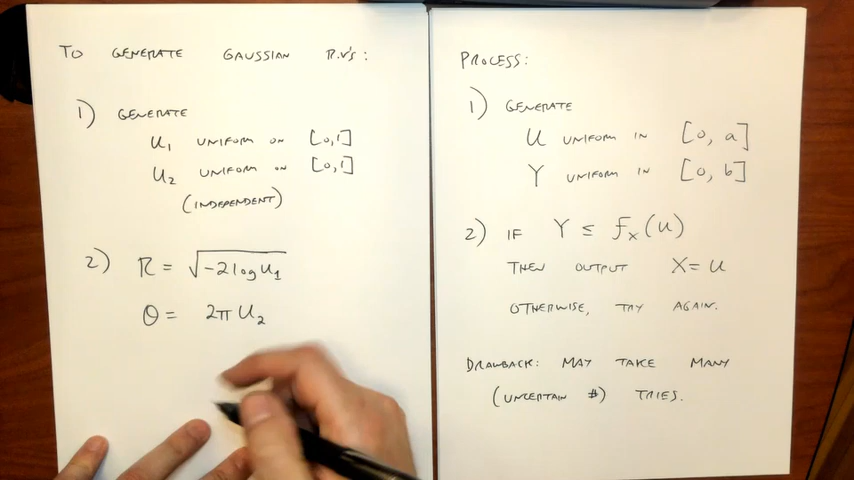 TO GENERATE GAUSSIAN R.V'S:
1) GENERATE
U₁ UNIFORM ON [0,1]
U₂ UNIFORM ON [0,1]
(INDEPENDENT)
2) R = √(-2 log U₁)
Θ = 2π U₂
PROCESS:
1) GENERATE
U UNIFORM IN [0, a]
Y UNIFORM IN [0, b]
2) IF Y ≤ fₓ(U)
THEN OUTPUT X = U
OTHERWISE, TRY AGAIN.
DRAWBACK: MAY TAKE MANY
(UNCERTAIN #) TRIES.